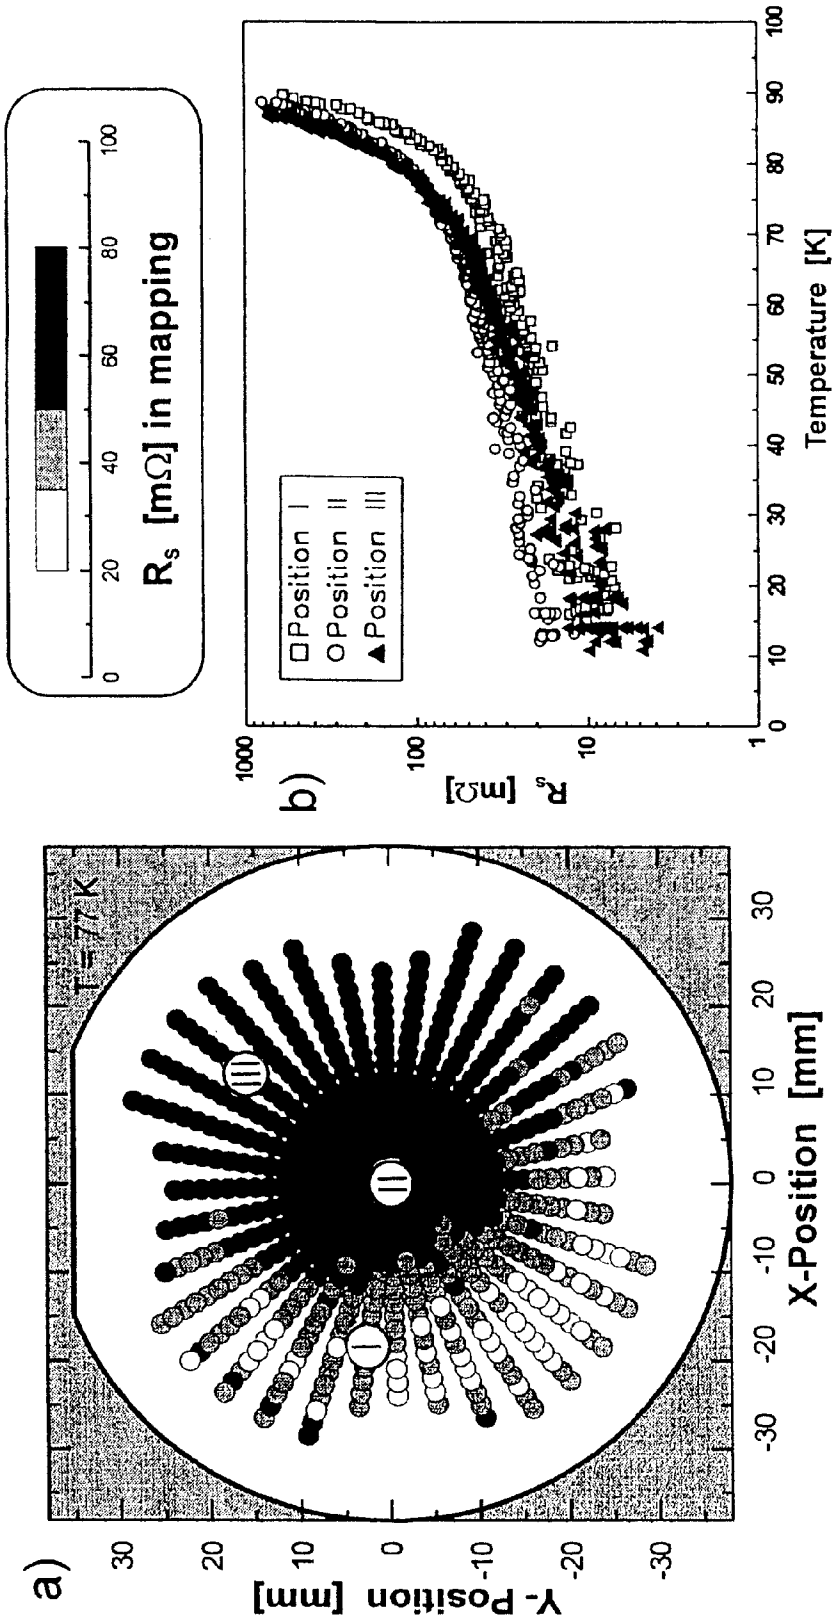 a)
T = 77 K
30
20
10
0
-10
-20
-30
Y- Position [mm]
-30
-20
-10
0
10
20
30
X-Position [mm]
I
II
III
0
20
40
60
80
100
Rₛ [mΩ] in mapping
b)
1000
100
10
1
Rₛ [mΩ]
Position I
Position II
Position III
0
10
20
30
40
50
60
70
80
90
100
Temperature [K]